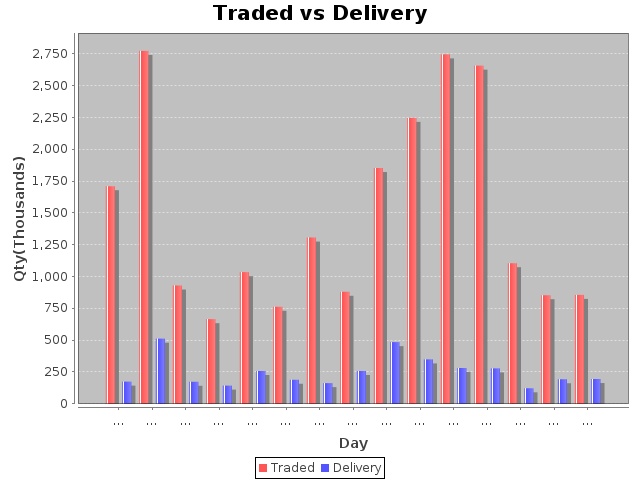 Traded vs Delivery
Qty(Thousands)
2,750
2,500
2,250
2,000
1,750
1,500
1,250
1,000
750
500
250
0
... ... ... ... ... ... ... ... ... ... ... ... ... ... ...
Day
Traded Delivery